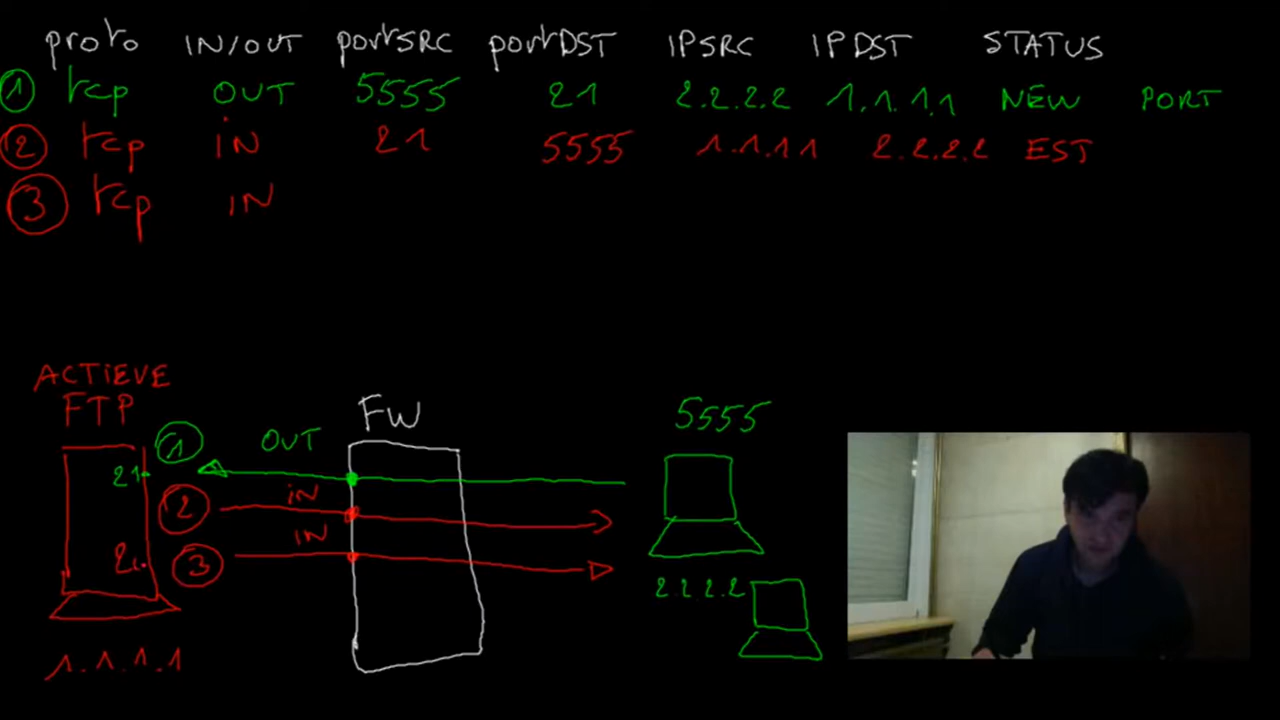 proto IN/OUT portSRC portDST IPSRC IPDST STATUS
1 tcp OUT 5555 21 2.2.2.2 1.1.1.1 NEW PORT
2 tcp iN 21 5555 1.1.1.1 2.2.2.2 EST
3 tcp IN
ACTIEVE
FTP
FW
5555
1 OUT
21
2 iN
IN
3
2.2.2.2
1.1.1.1